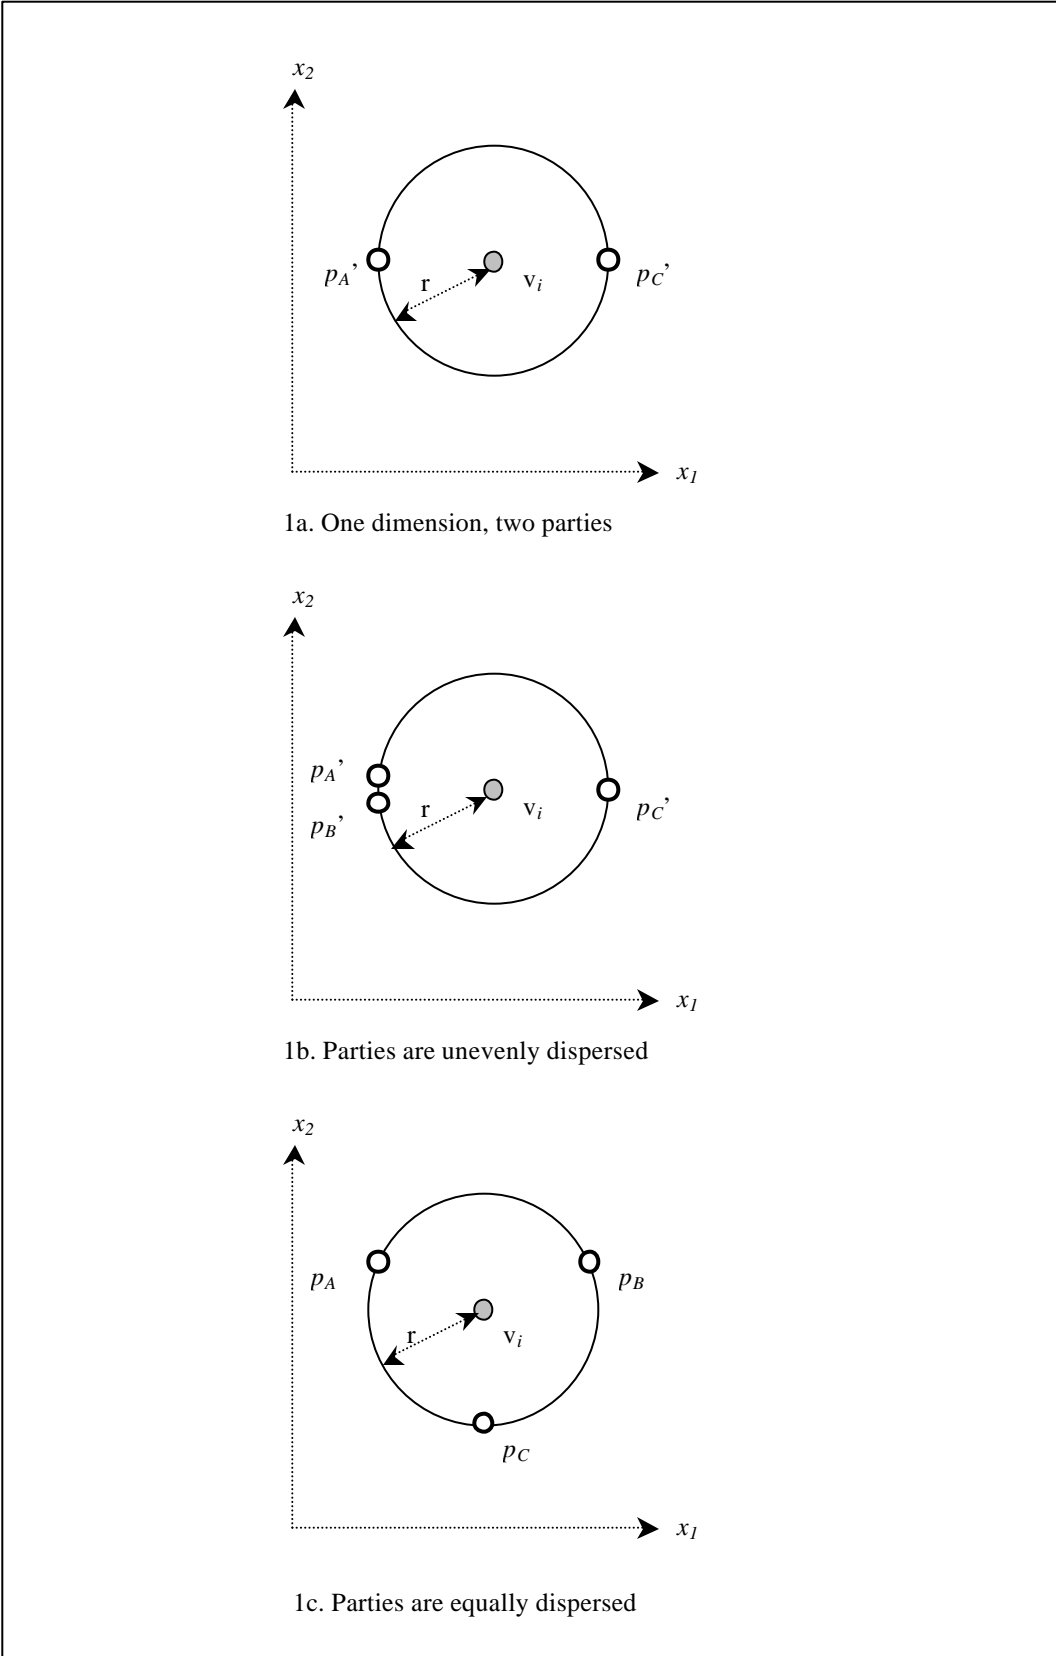 x₂
pA’
r
vᵢ
pC’
x₁
1a. One dimension, two parties
x₂
pA’
pB’
r
vᵢ
pC’
x₁
1b. Parties are unevenly dispersed
x₂
pA
pB
r
vᵢ
pC
x₁
1c. Parties are equally dispersed